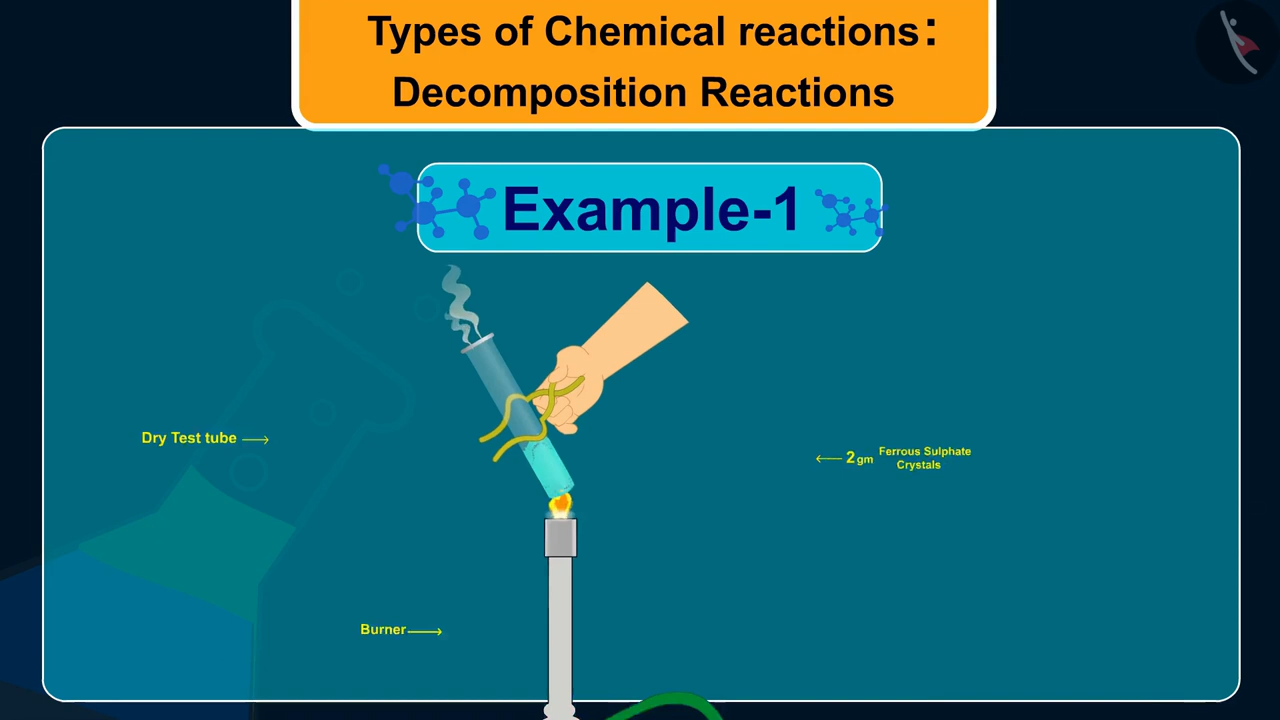 Types of Chemical reactions:
Decomposition Reactions
Example-1
Dry Test tube
2 gm Ferrous Sulphate
Crystals
Burner